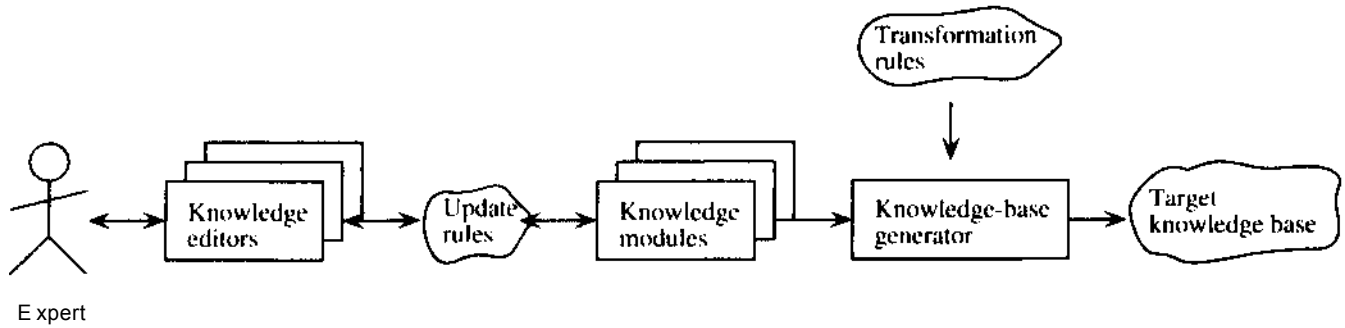 Transformation
rules
Knowledge
editors
Update
rules
Knowledge
modules
Knowledge-base
generator
Target
knowledge base
E xpert